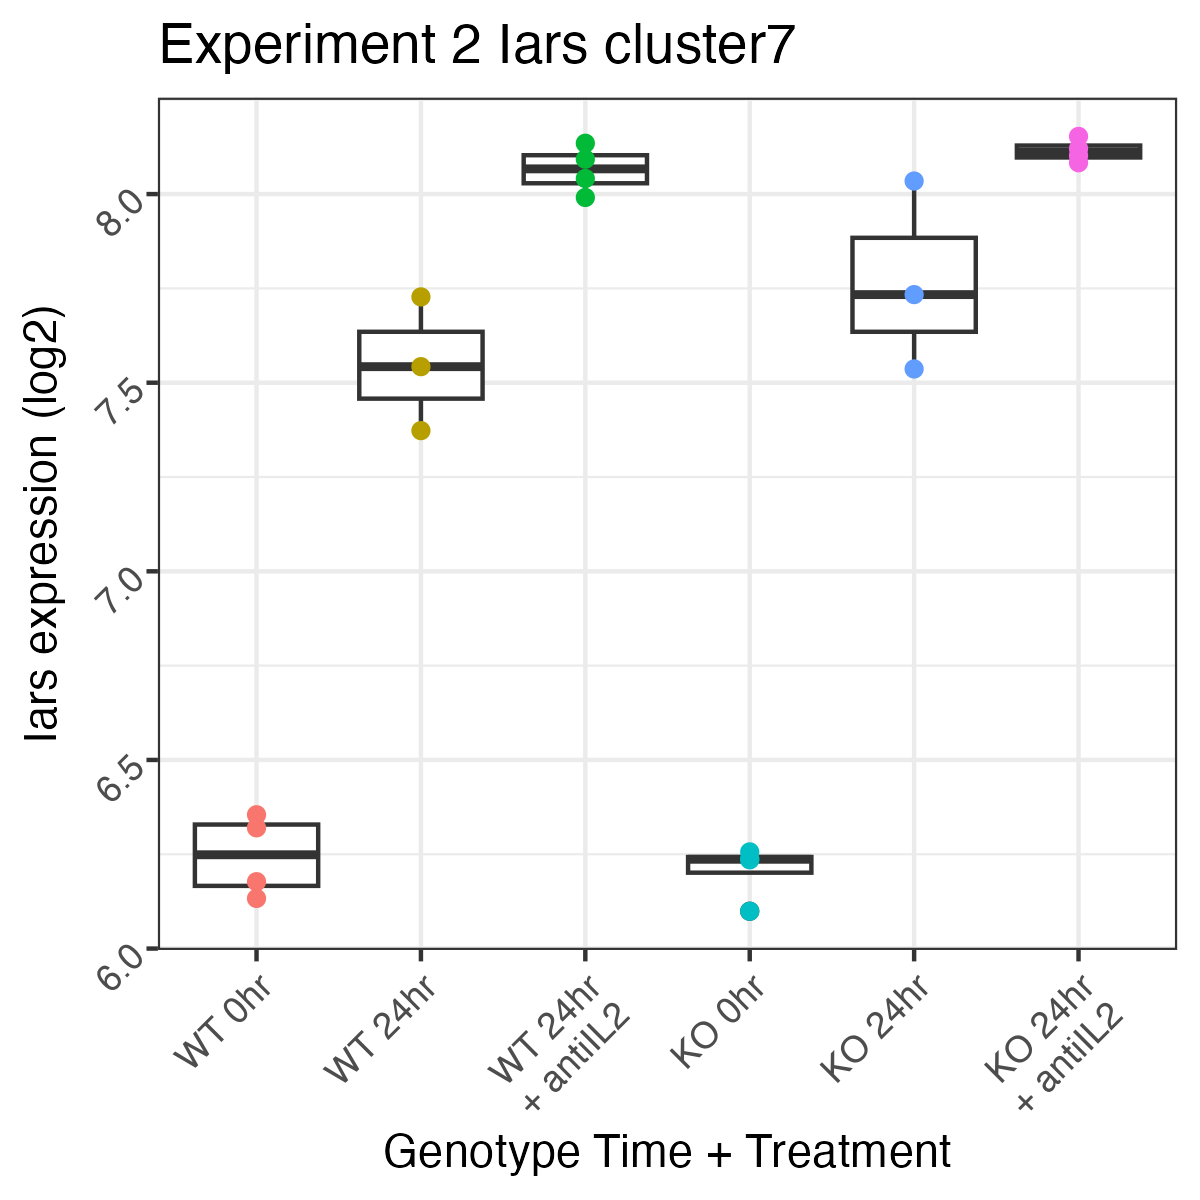 Experiment 2 Iars cluster7
Iars expression (log2)
8.0
7.5
7.0
6.5
6.0
WT 0hr
WT 24hr
WT 24hr
+ antiIL2
KO 0hr
KO 24hr
KO 24hr
+ antiIL2
Genotype Time + Treatment